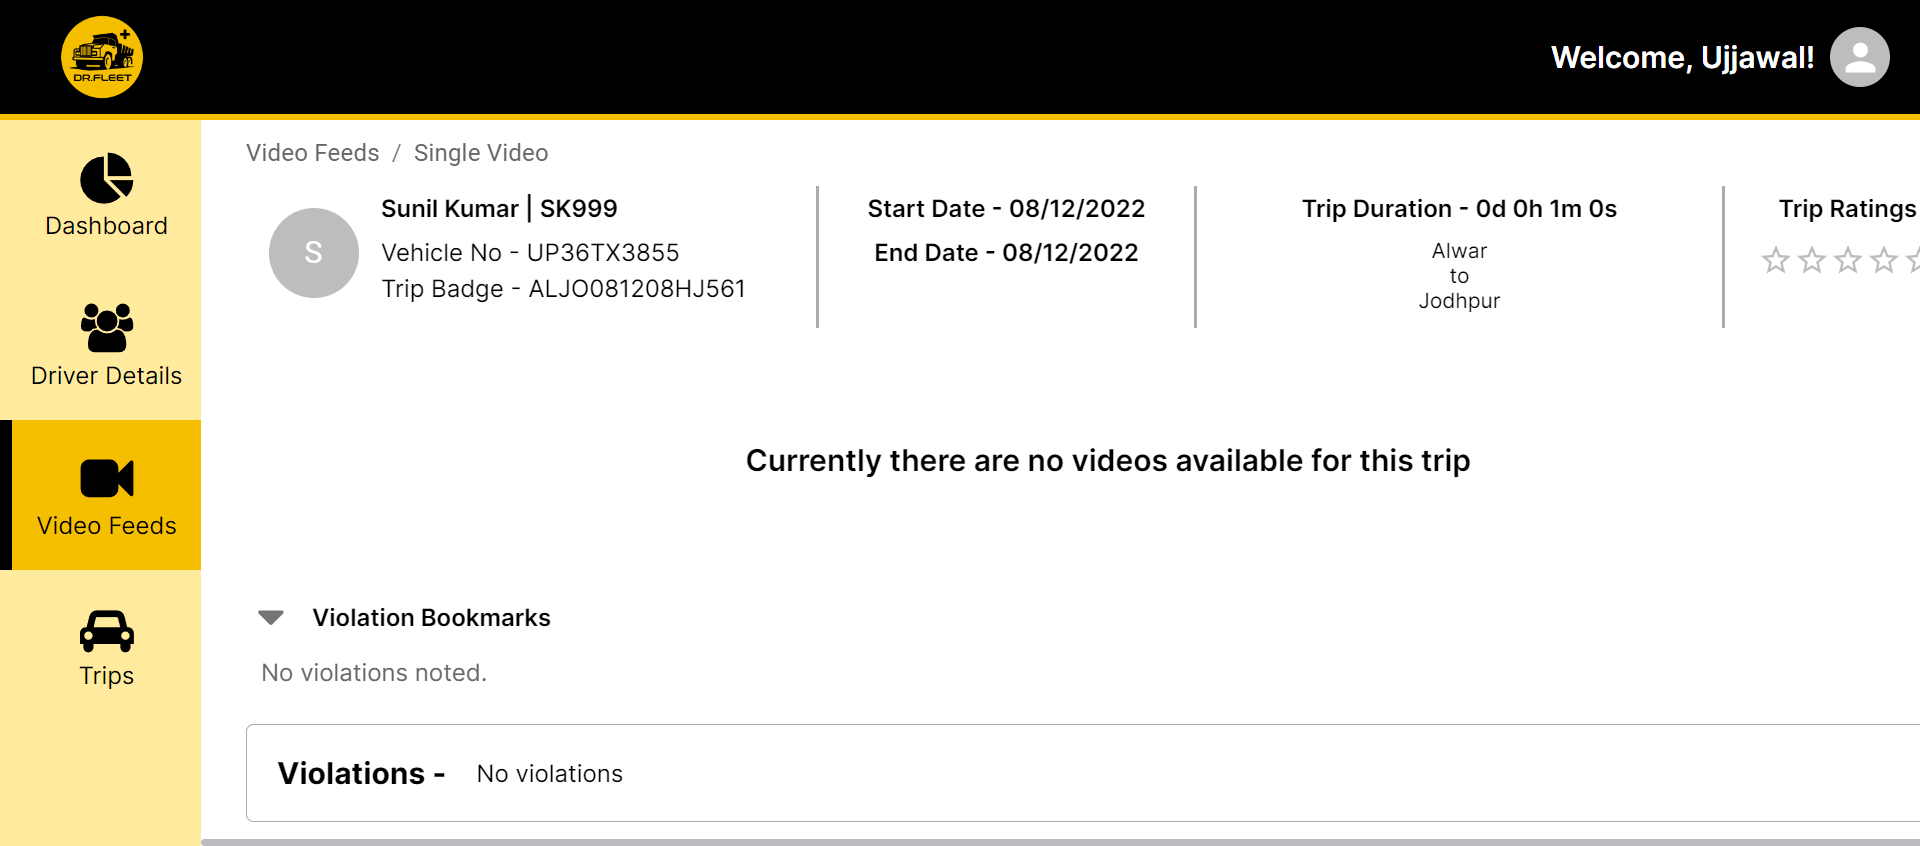 DR.FLEET
Welcome, Ujjawal!
Dashboard
Driver Details
Video Feeds
Trips
Video Feeds / Single Video
S
Sunil Kumar | SK999
Vehicle No - UP36TX3855
Trip Badge - ALJO081208HJ561
Start Date - 08/12/2022
End Date - 08/12/2022
Trip Duration - 0d 0h 1m 0s
Alwar
to
Jodhpur
Trip Ratings
Currently there are no videos available for this trip
Violation Bookmarks
No violations noted.
Violations - No violations